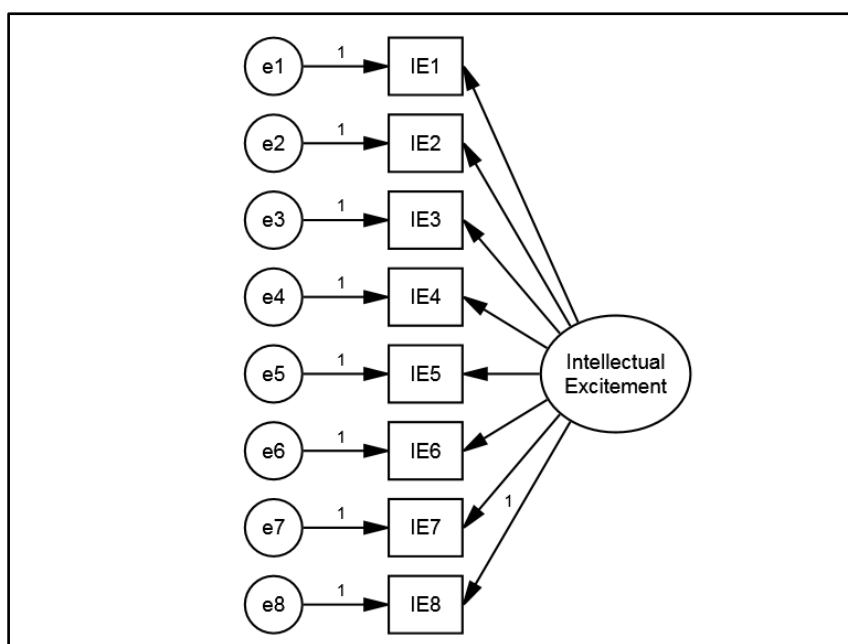 e1 1 IE1
e2 1 IE2
e3 1 IE3
e4 1 IE4
Intellectual
Excitement
e5 1 IE5
e6 1 IE6
1
e7 1 IE7
e8 1 IE8